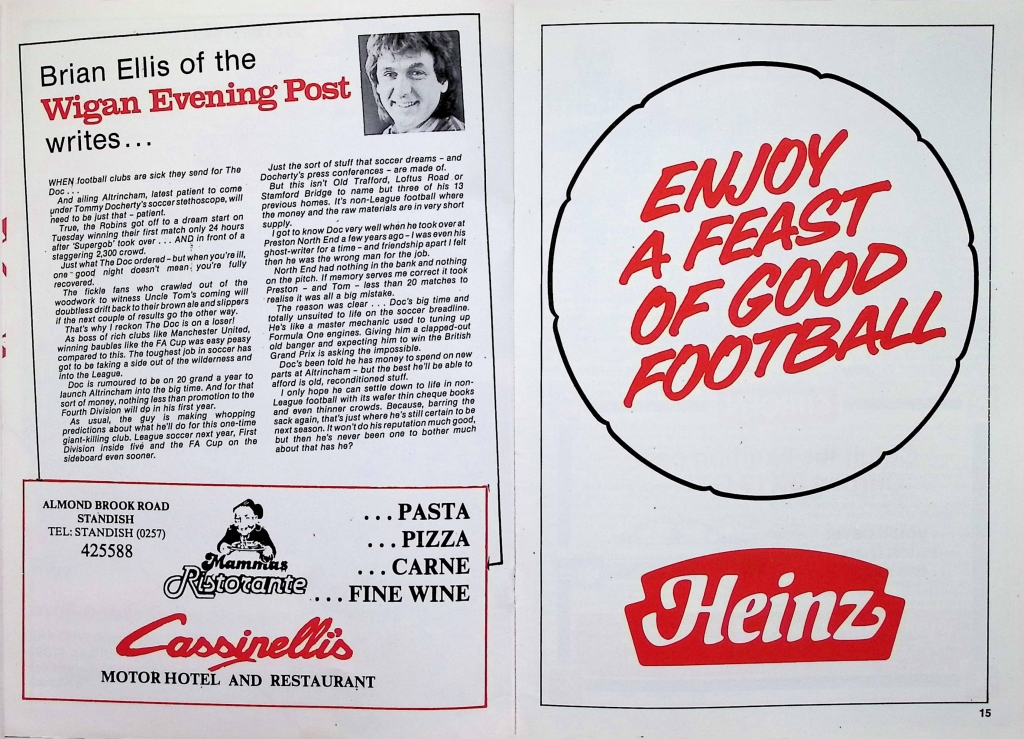 Brian Ellis of the
Wigan Evening Post
writes...
WHEN football clubs are sick they send for The
Doc...
And ailing Altrincham, latest patient to come
under Tommy Docherty's soccer stethoscope, will
need to be just that – patient.
True, the Robins got off to a dream start on
Tuesday winning their first match only 24 hours
after 'Supergob' took over... AND in front of a
staggering 2,300 crowd.
Just what The Doc ordered – but when you're ill,
one good night doesn't mean you're fully
recovered.
The fickle fans who crawled out of the
woodwork to witness Uncle Tom's coming will
doubtless drift back to their brown ale and slippers
if the next couple of results go the other way.
That's why I reckon The Doc is on a loser!
As boss of rich clubs like Manchester United,
winning baubles like the FA Cup was easy peasy
compared to this. The toughest job in soccer has
got to be taking a side out of the wilderness and
into the League.
Doc is rumoured to be on 20 grand a year to
launch Altrincham into the big time. And for that
sort of money, nothing less than promotion to the
Fourth Division will do in his first year.
As usual, the guy is making whopping
predictions about what he'll do for this one-time
giant-killing club. League soccer next year, First
Division inside five and the FA Cup on the
sideboard even sooner.
Just the sort of stuff that soccer dreams – and
Docherty's press conferences – are made of.
But this isn't Old Trafford, Loftus Road or
Stamford Bridge to name but three of his 13
previous homes. It's non-League football where
the money and the raw materials are in very short
supply.
I got to know Doc very well when he took over at
Preston North End a few years ago – I was even his
ghost-writer for a time – and friendship apart I felt
then he was the wrong man for the job.
North End had nothing in the bank and nothing
on the pitch. If memory serves me correct it took
Preston – and Tom – less than 20 matches to
realise it was all a big mistake.
The reason was clear... Doc's big time and
totally unsuited to life on the soccer breadline.
He's like a master mechanic used to tuning up
Formula One engines. Giving him a clapped-out
old banger and expecting him to win the British
Grand Prix is asking the impossible.
Doc's been told he has money to spend on new
parts at Altrincham – but the best he'll be able to
afford is old, reconditioned stuff.
I only hope he can settle down to life in non-
League football with its wafer thin cheque books
and even thinner crowds. Because, barring the
sack again, that's just where he's still certain to be
next season. It won't do his reputation much good,
but then he's never been one to bother much
about that has he?
ALMOND BROOK ROAD
STANDISH
TEL: STANDISH (0257)
425588
Mammas
Ristorante
...PASTA
...PIZZA
...CARNE
...FINE WINE
Cassinelli's
MOTOR HOTEL AND RESTAURANT
ENJOY
A FEAST
OF GOOD
FOOTBALL
Heinz
15